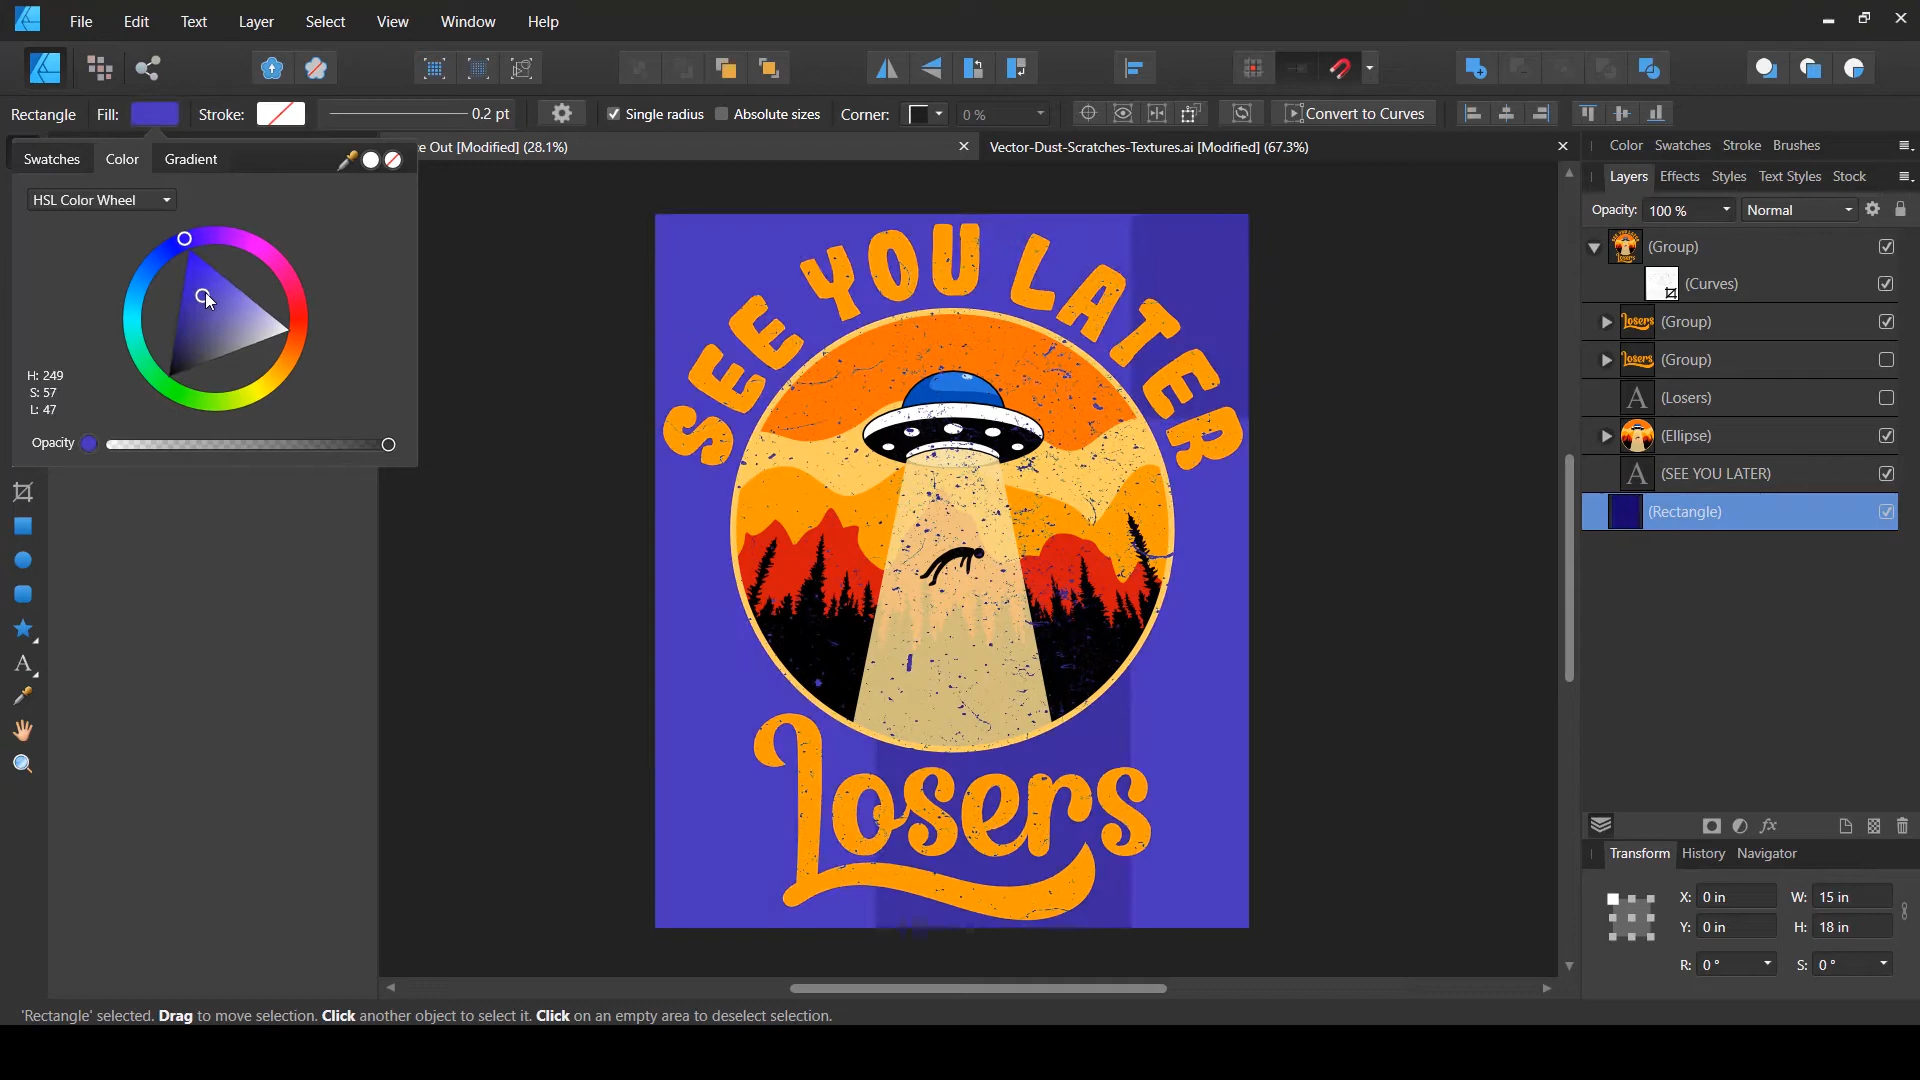 File Edit Text Layer Select View Window Help
Rectangle Fill: Stroke: 0.2 pt Single radius Absolute sizes Corner: 0 % Convert to Curves
e Out [Modified] (28.1%) Vector-Dust-Scratches-Textures.ai [Modified] (67.3%)
Swatches Color Gradient
HSL Color Wheel
H: 249
S: 57
L: 47
Opacity
SEE YOU LATER
Losers
Color Swatches Stroke Brushes
Layers Effects Styles Text Styles Stock
Opacity: 100 % Normal
(Group)
(Curves)
(Group)
(Group)
(Losers)
(Ellipse)
(SEE YOU LATER)
(Rectangle)
Transform History Navigator
X: 0 in W: 15 in
Y: 0 in H: 18 in
R: 0 ° S: 0 °
'Rectangle' selected. Drag to move selection. Click another object to select it. Click on an empty area to deselect selection.